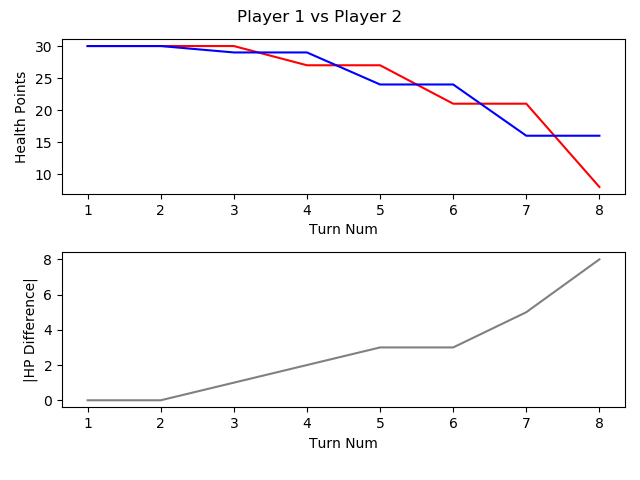 Player 1 vs Player 2
30
25
20
15
10
Health Points
1 2 3 4 5 6 7 8
Turn Num
8
6
4
2
0
|HP Difference|
1 2 3 4 5 6 7 8
Turn Num